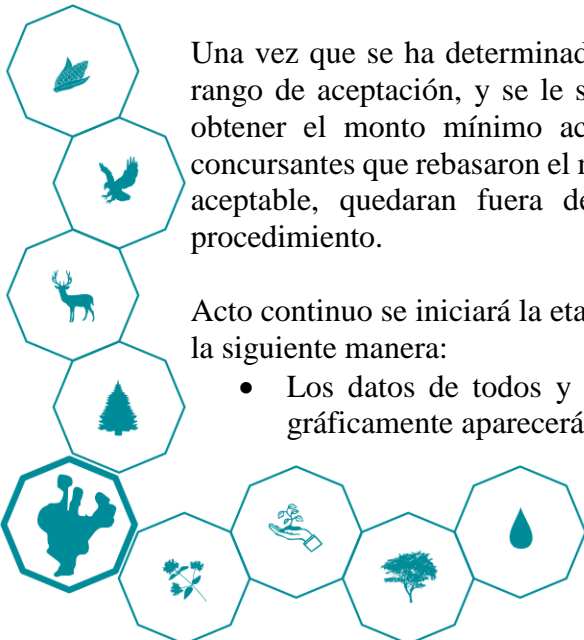 Una vez que se ha determinad
rango de aceptación, y se le s
obtener el monto mínimo ac
concursantes que rebasaron el
aceptable, quedaran fuera de
procedimiento.
Acto continuo se iniciará la eta
la siguiente manera:
• Los datos de todos y
gráficamente aparecerá